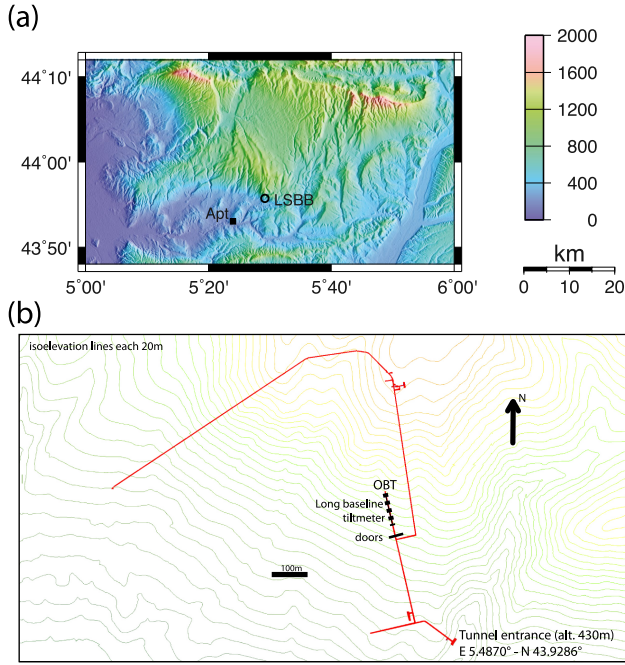 (a)
44˚10'
44˚00'
43˚50'
5˚00'
5˚20'
5˚40'
6˚00'
LSBB
Apt
2000
1600
1200
800
400
0
km
0
10
20
(b)
isoelevation lines each 20m
N
OBT
Long baseline
tiltmeter
doors
100m
Tunnel entrance (alt. 430m)
E 5.4870° - N 43.9286°